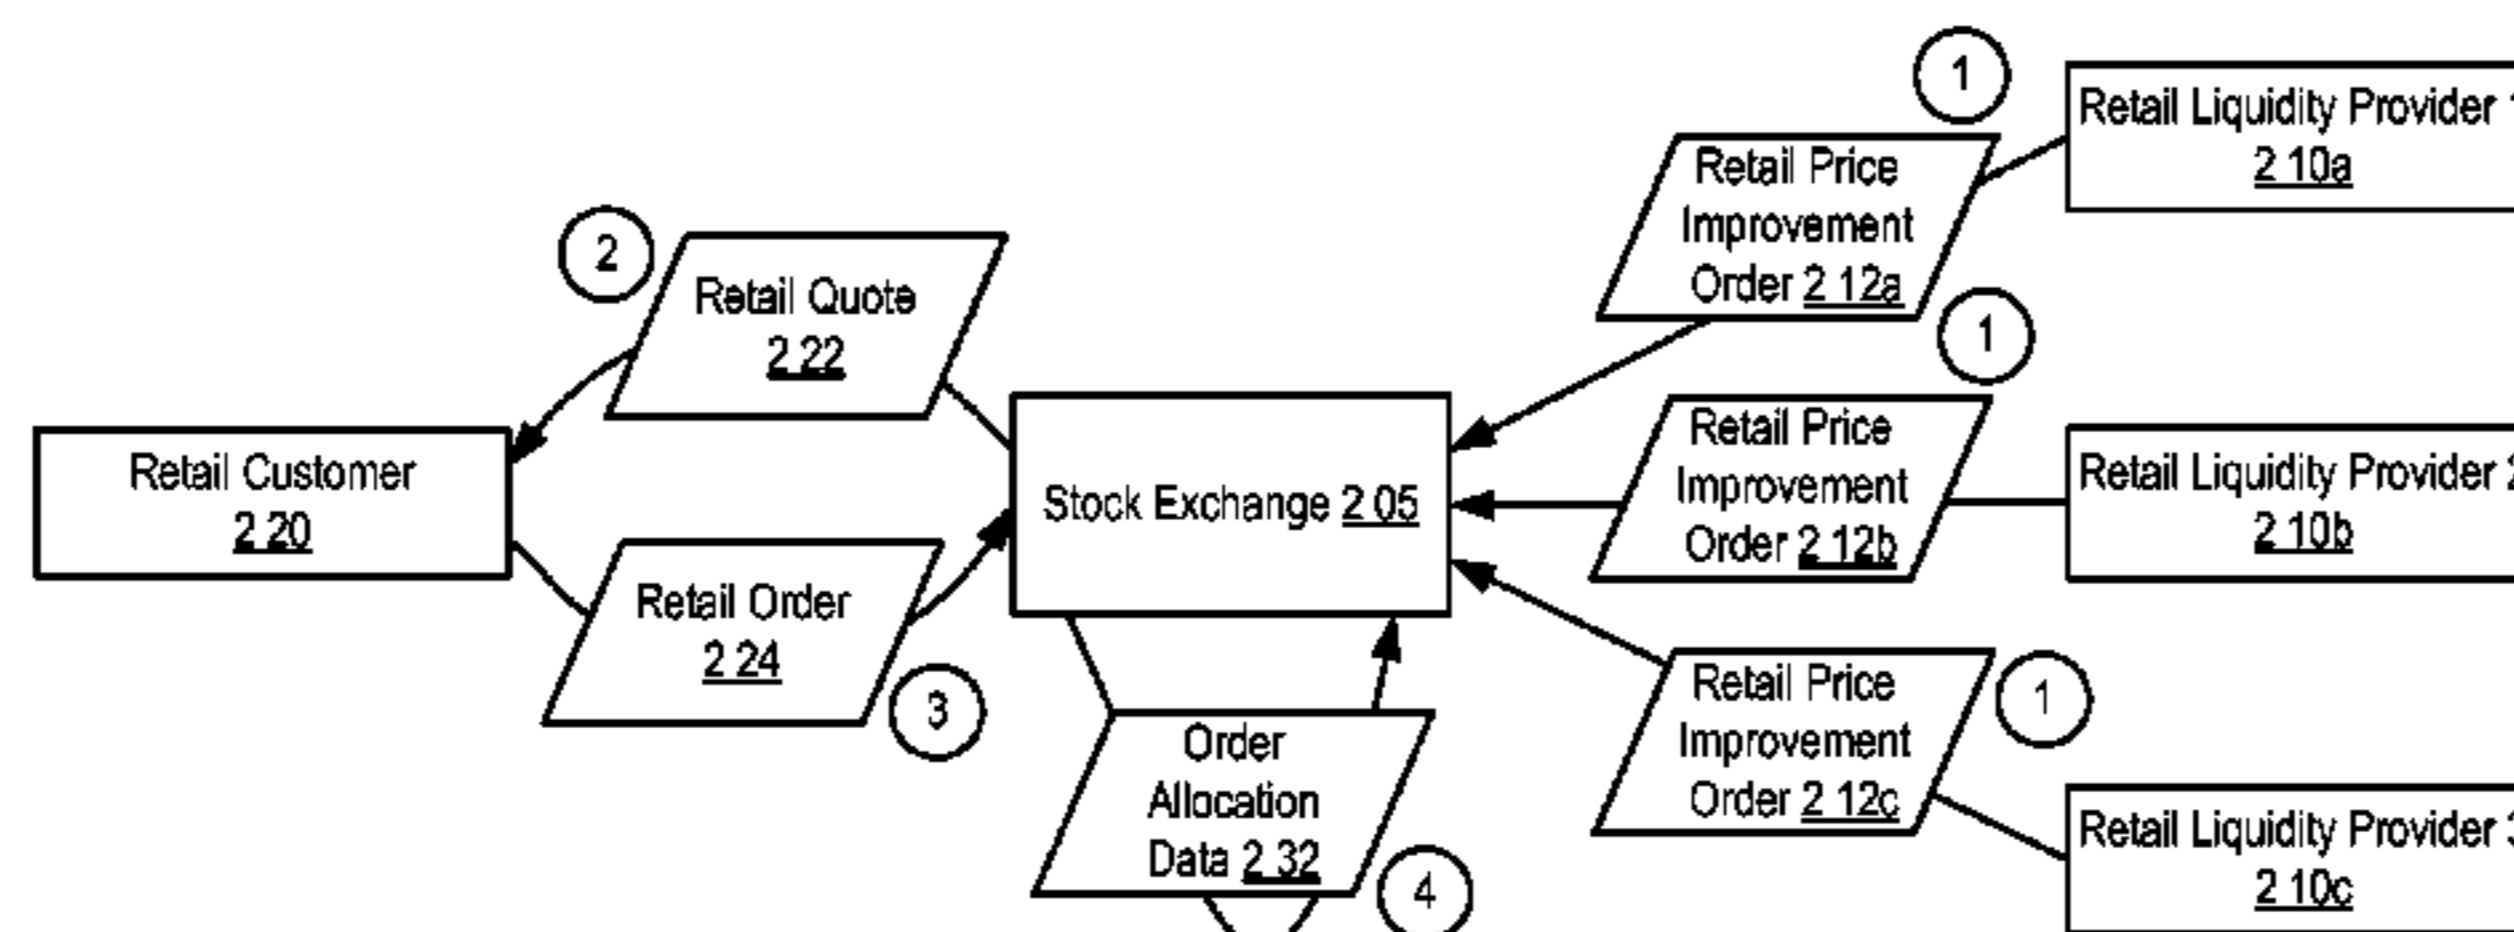 1
Retail Liquidity Provider
2 10a
Retail Price
Improvement
Order 2 12a
2
Retail Quote
2 22
1
Retail Customer
2 20
Stock Exchange 2 05
Retail Price
Improvement
Order 2 12b
Retail Liquidity Provider 2
2 10b
Retail Order
2 24
3
Retail Price
Improvement
Order 2 12c
1
Order
Allocation
Data 2 32
4
Retail Liquidity Provider 3
2 10c